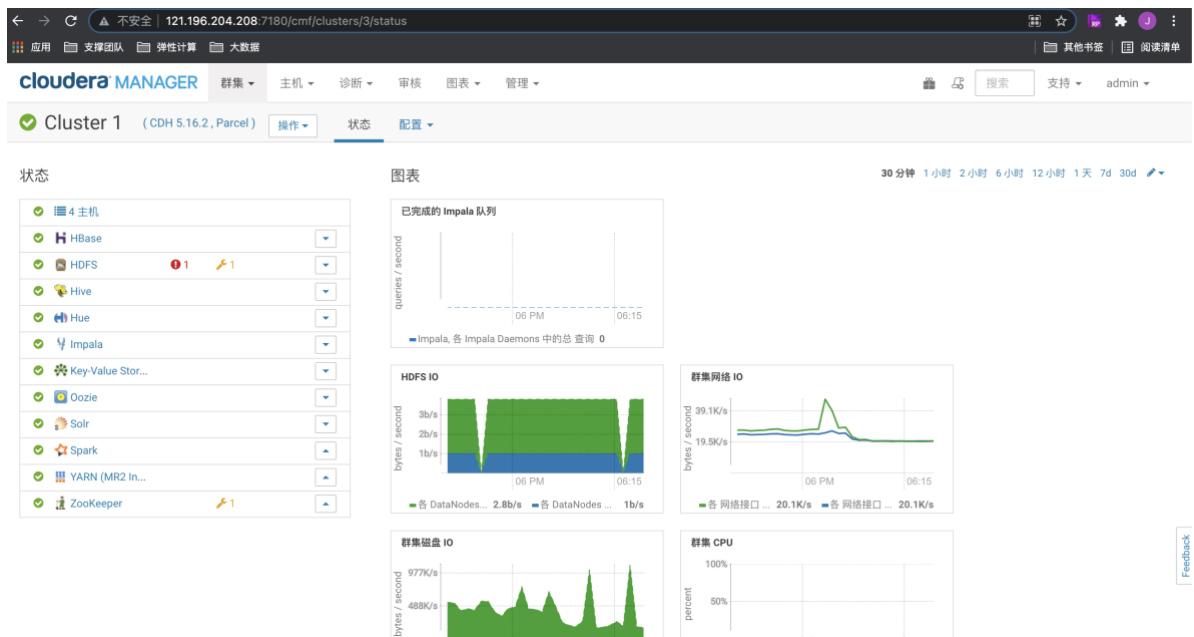 不安全 121.196.204.208:7180/cmf/clusters/3/status
应用 支撑团队 弹性计算 大数据 其他书签 阅读清单
cloudera MANAGER 群集 主机 诊断 审核 图表 管理 搜索 支持 admin
Cluster 1 ( CDH 5.16.2 , Parcel ) 操作 状态 配置
状态
4 主机
HBase
HDFS 1 1
Hive
Hue
Impala
Key-Value Stor...
Oozie
Solr
Spark
YARN (MR2 In...
ZooKeeper 1
图表
30 分钟 1 小时 2 小时 6 小时 12 小时 1 天 7d 30d
已完成的 Impala 队列
queries / second
06 PM 06:15
Impala, 各 Impala Daemons 中的总 查询 0
HDFS IO
bytes / second
3b/s
2b/s
1b/s
06 PM 06:15
各 DataNodes... 2.8b/s 各 DataNodes ... 1b/s
群集网络 IO
bytes / second
39.1K/s
19.5K/s
06 PM 06:15
各 网络接口 ... 20.1K/s 各 网络接口 ... 20.1K/s
群集磁盘 IO
bytes / second
977K/s
488K/s
群集 CPU
percent
100%
50%
Feedback